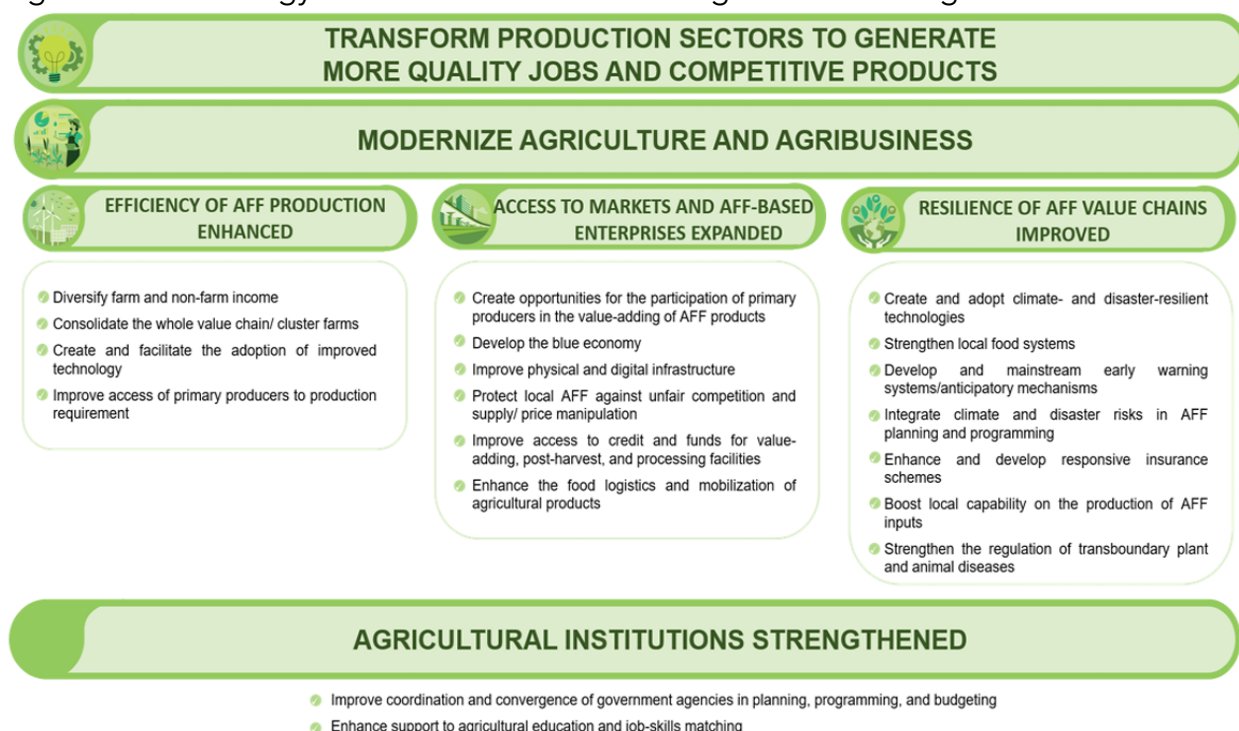 TRANSFORM PRODUCTION SECTORS TO GENERATE
MORE QUALITY JOBS AND COMPETITIVE PRODUCTS
MODERNIZE AGRICULTURE AND AGRIBUSINESS
EFFICIENCY OF AFF PRODUCTION
ENHANCED
Diversify farm and non-farm income
Consolidate the whole value chain/ cluster farms
Create and facilitate the adoption of improved
technology
Improve access of primary producers to production
requirement
ACCESS TO MARKETS AND AFF-BASED
ENTERPRISES EXPANDED
Create opportunities for the participation of primary
producers in the value-adding of AFF products
Develop the blue economy
Improve physical and digital infrastructure
Protect local AFF against unfair competition and
supply/ price manipulation
Improve access to credit and funds for value-
adding, post-harvest, and processing facilities
Enhance the food logistics and mobilization of
agricultural products
RESILIENCE OF AFF VALUE CHAINS
IMPROVED
Create and adopt climate- and disaster-resilient
technologies
Strengthen local food systems
Develop and mainstream early warning
systems/anticipatory mechanisms
Integrate climate and disaster risks in AFF
planning and programming
Enhance and develop responsive insurance
schemes
Boost local capability on the production of AFF
inputs
Strengthen the regulation of transboundary plant
and animal diseases
AGRICULTURAL INSTITUTIONS STRENGTHENED
Improve coordination and convergence of government agencies in planning, programming, and budgeting
Enhance support to agricultural education and job-skills matching